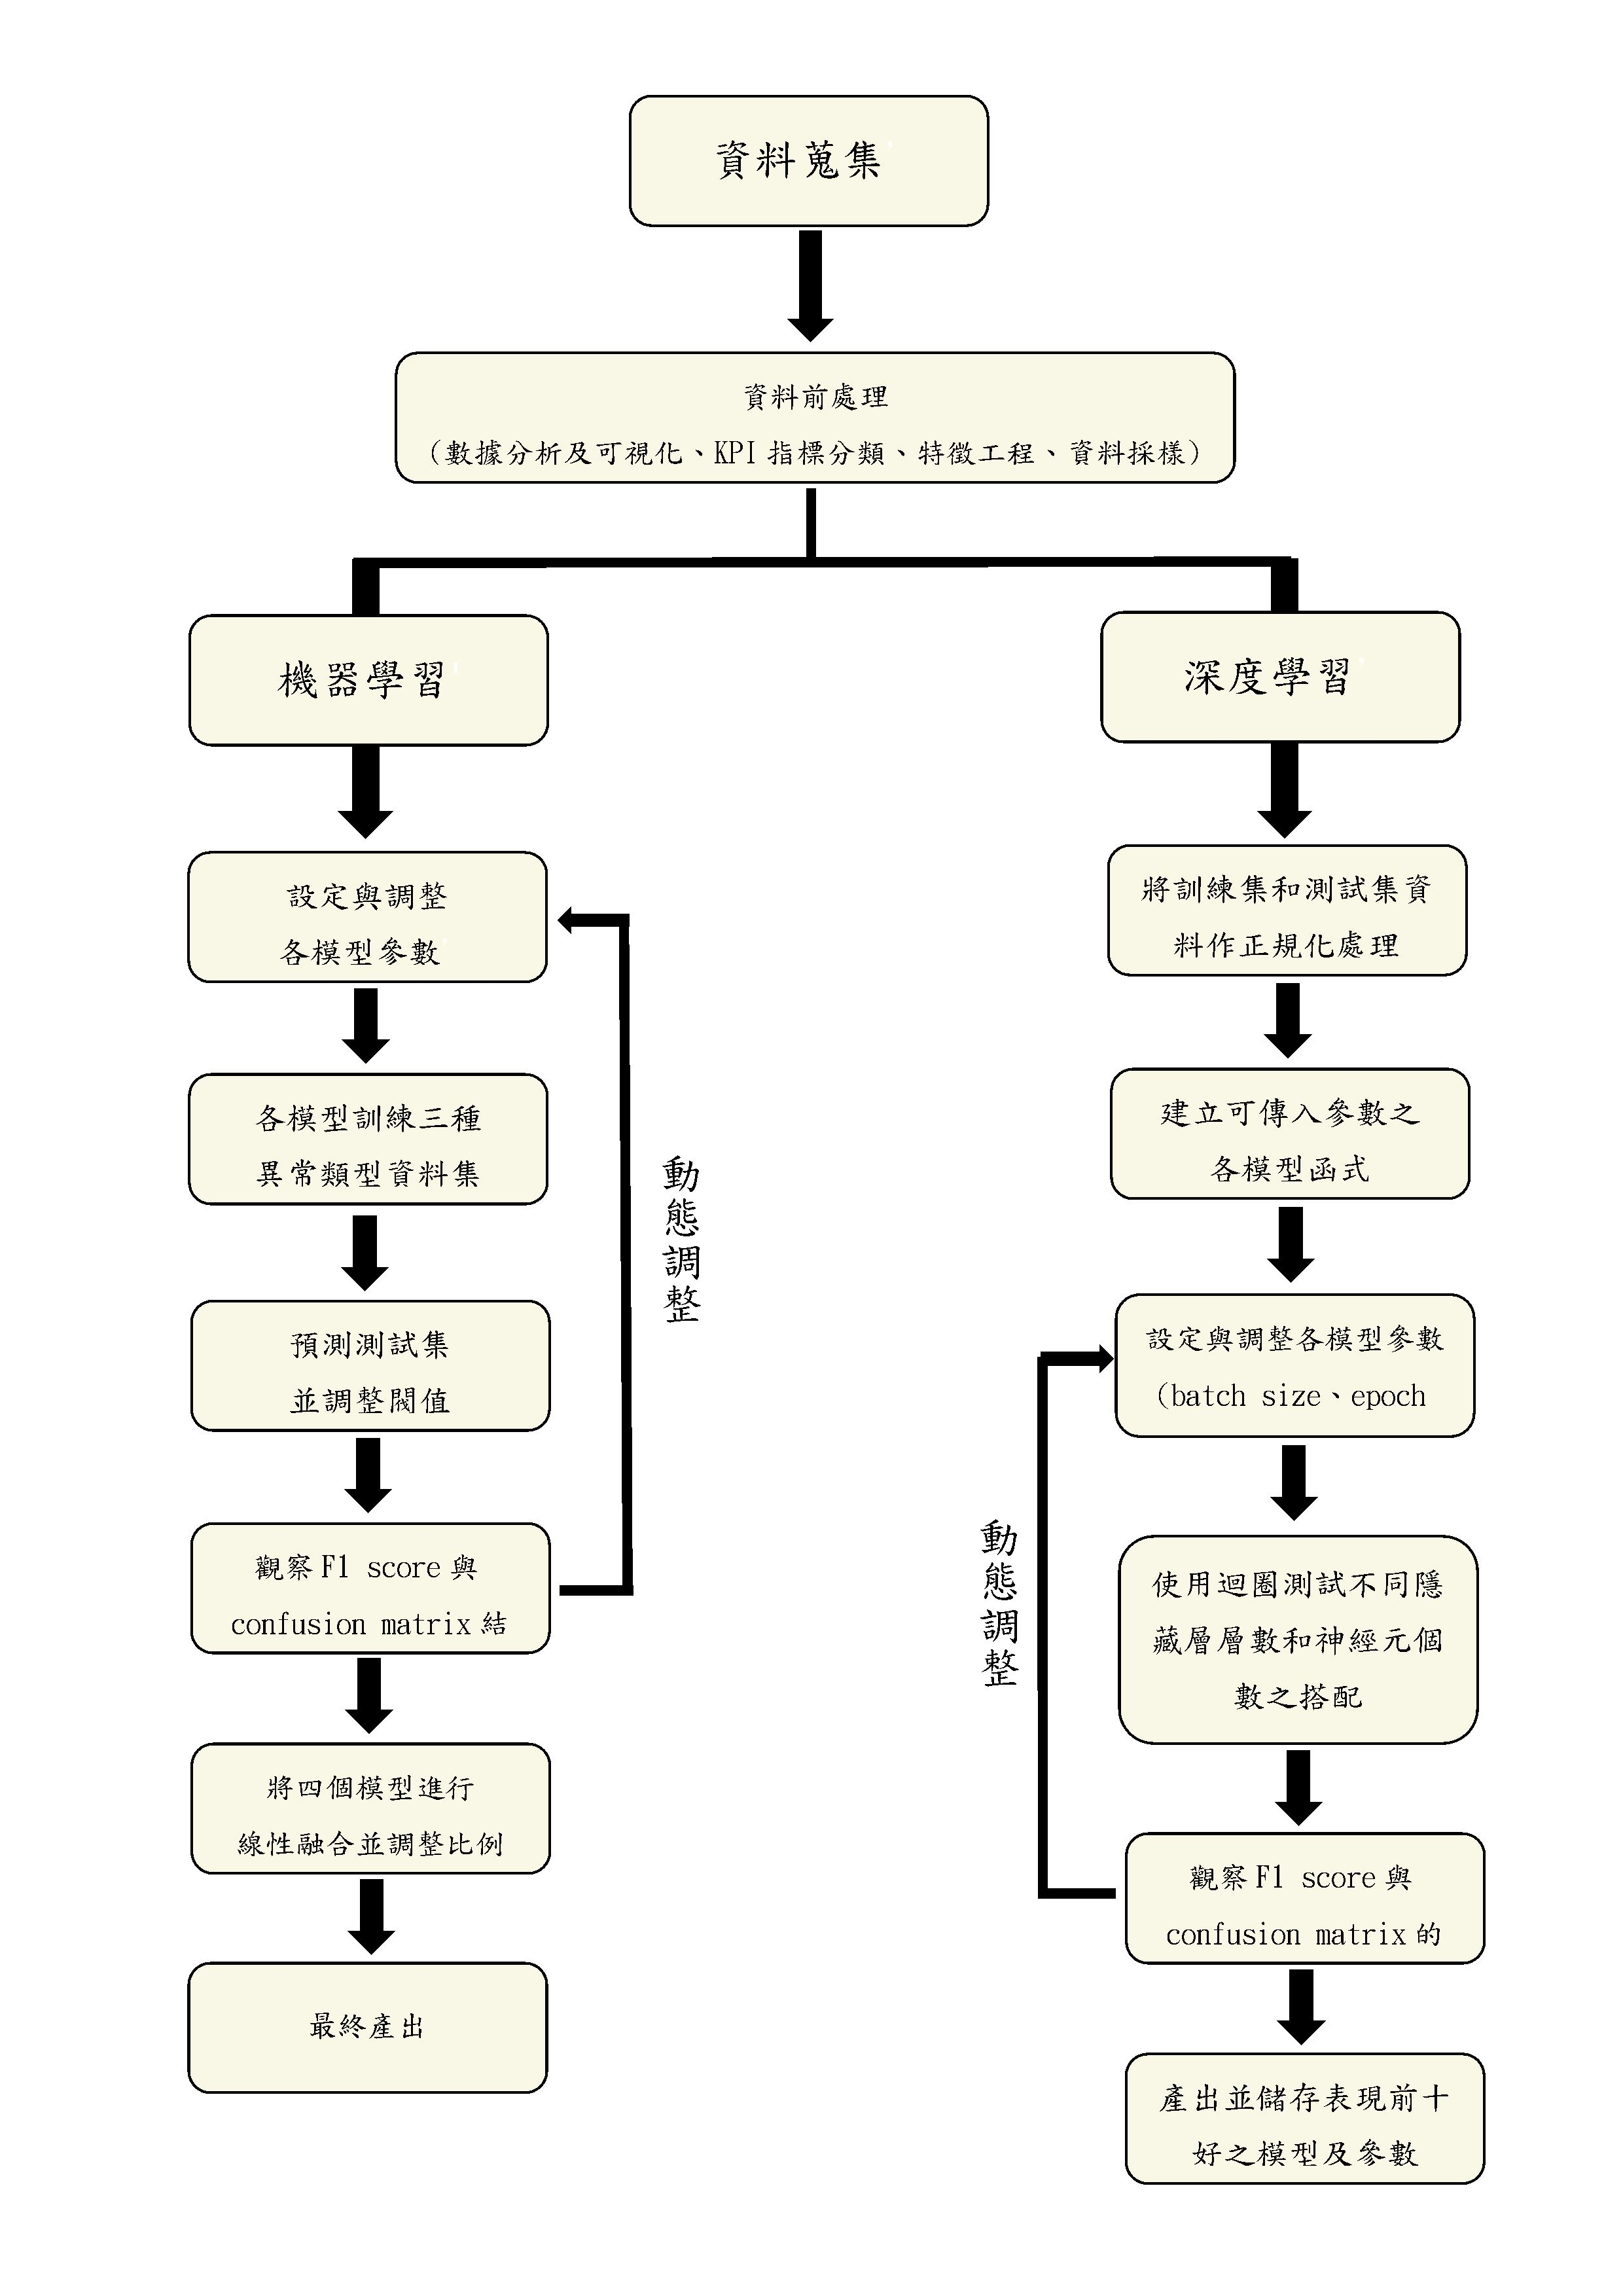 資料蒐集
資料前處理
（數據分析及可視化、KPI 指標分類、特徵工程、資料採樣）
機器學習
設定與調整
各模型參數
各模型訓練三種
異常類型資料集
預測測試集
並調整閥值
觀察 F1 score 與
confusion matrix 結
將四個模型進行
線性融合並調整比例
最終產出
動態調整
深度學習
將訓練集和測試集資
料作正規化處理
建立可傳入參數之
各模型函式
設定與調整各模型參數
（batch size、epoch
使用迴圈測試不同隱
藏層層數和神經元個
數之搭配
觀察 F1 score 與
confusion matrix 的
產出並儲存表現前十
好之模型及參數
動態調整